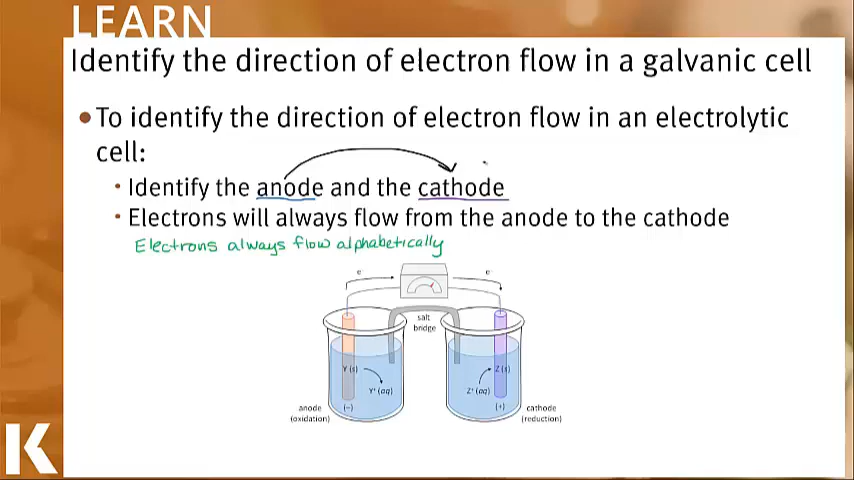 LEARN
Identify the direction of electron flow in a galvanic cell
• To identify the direction of electron flow in an electrolytic
cell:
• Identify the anode and the cathode
• Electrons will always flow from the anode to the cathode
Electrons always flow alphabetically
e⁻ e⁻
salt
bridge
Y (s) Z (s)
Y⁺ (aq) Z⁺ (aq)
(−) (+)
anode
(oxidation)
cathode
(reduction)
K